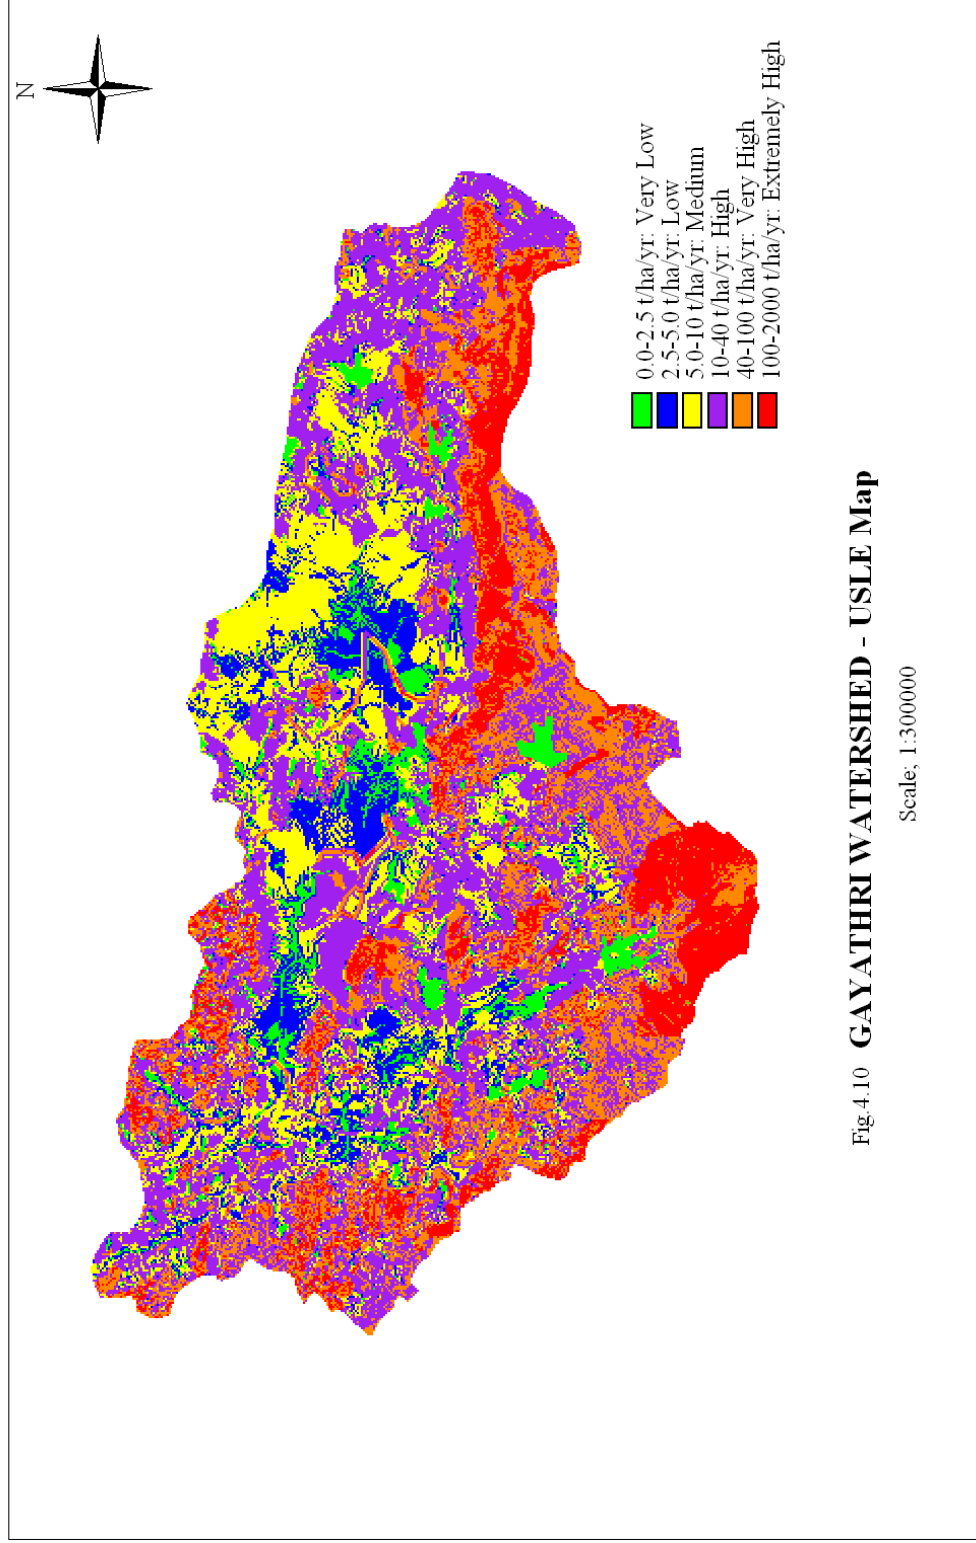 N
0.0-2.5 t/ha/yr: Very Low
2.5-5.0 t/ha/yr: Low
5.0-10 t/ha/yr: Medium
10-40 t/ha/yr: High
40-100 t/ha/yr: Very High
100-2000 t/ha/yr: Extremely High
Fig.4.10 GAYATHRI WATERSHED - USLE Map
Scale; 1:300000